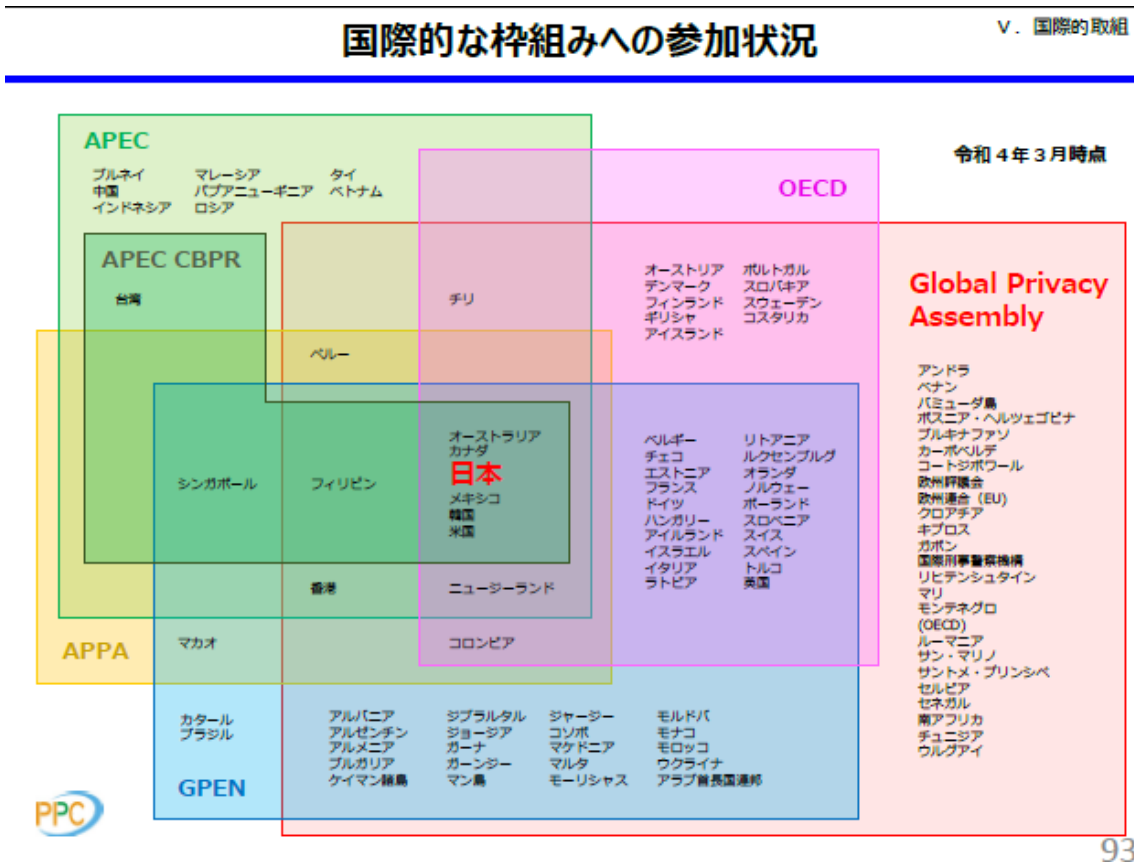 国際的な枠組みへの参加状況
Ⅴ．国際的取組
令和４年３月時点
APEC
ブルネイ マレーシア タイ
中国 パプアニューギニア ベトナム
インドネシア ロシア
OECD
APEC CBPR
台湾
チリ
オーストリア ポルトガル
デンマーク スロバキア
フィンランド スウェーデン
ギリシャ コスタリカ
アイスランド
Global Privacy
Assembly
ペルー
アンドラ
ベナン
バミューダ島
ボスニア・ヘルツェゴビナ
ブルキナファソ
カーボベルデ
コートジボワール
欧州評議会
欧州連合（EU）
クロアチア
キプロス
ガボン
国際刑事警察機構
リヒテンシュタイン
マリ
モンテネグロ
(OECD)
ルーマニア
サン・マリノ
サントメ・プリンシペ
セルビア
セネガル
南アフリカ
チュニジア
ウルグアイ
シンガポール
フィリピン
オーストラリア
カナダ
日本
メキシコ
韓国
米国
ベルギー リトアニア
チェコ ルクセンブルグ
エストニア オランダ
フランス ノルウェー
ドイツ ポーランド
ハンガリー スロベニア
アイルランド スイス
イスラエル スペイン
イタリア トルコ
ラトビア 英国
香港
ニュージーランド
APPA
マカオ
コロンビア
カタール
ブラジル
アルバニア ジブラルタル ジャージー モルドバ
アルゼンチン ジョージア コソボ モナコ
アルメニア ガーナ マケドニア モロッコ
ブルガリア ガーンジー マルタ ウクライナ
ケイマン諸島 マン島 モーリシャス アラブ首長国連邦
GPEN
PPC
93